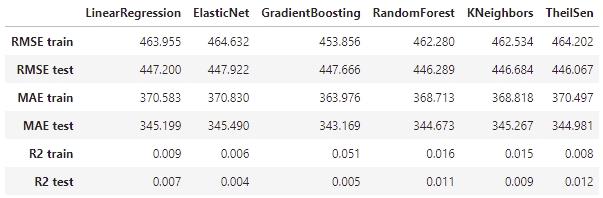 LinearRegression ElasticNet GradientBoosting RandomForest KNeighbors TheilSen
RMSE train 463.955 464.632 453.856 462.280 462.534 464.202
RMSE test 447.200 447.922 447.666 446.289 446.684 446.067
MAE train 370.583 370.830 363.976 368.713 368.818 370.497
MAE test 345.199 345.490 343.169 344.673 345.267 344.981
R2 train 0.009 0.006 0.051 0.016 0.015 0.008
R2 test 0.007 0.004 0.005 0.011 0.009 0.012